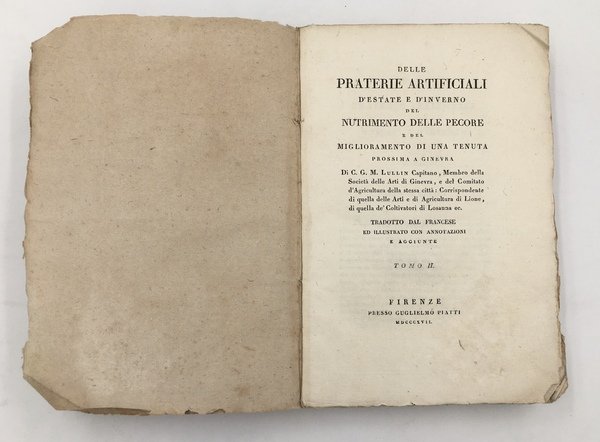 DELLE
PRATERIE ARTIFICIALI
D'ESTATE E D'INVERNO
DEL
NUTRIMENTO DELLE PECORE
E DEL
MIGLIORAMENTO DI UNA TENUTA
PROSSIMA A GINEVRA
Di C. G. M. LULLIN Capitano, Membro della
Società delle Arti di Ginevra, e del Comitato
d'Agricoltura della stessa città: Corrispondente
di quella delle Arti e di Agricoltura di Lione,
di quella de' Coltivatori di Losanna ec.
TRADOTTO DAL FRANCESE
ED ILLUSTRATO CON ANNOTAZIONI
E AGGIUNTE
TOMO II.
FIRENZE
PRESSO GUGLIELMO PIATTI
MDCCCXVII.